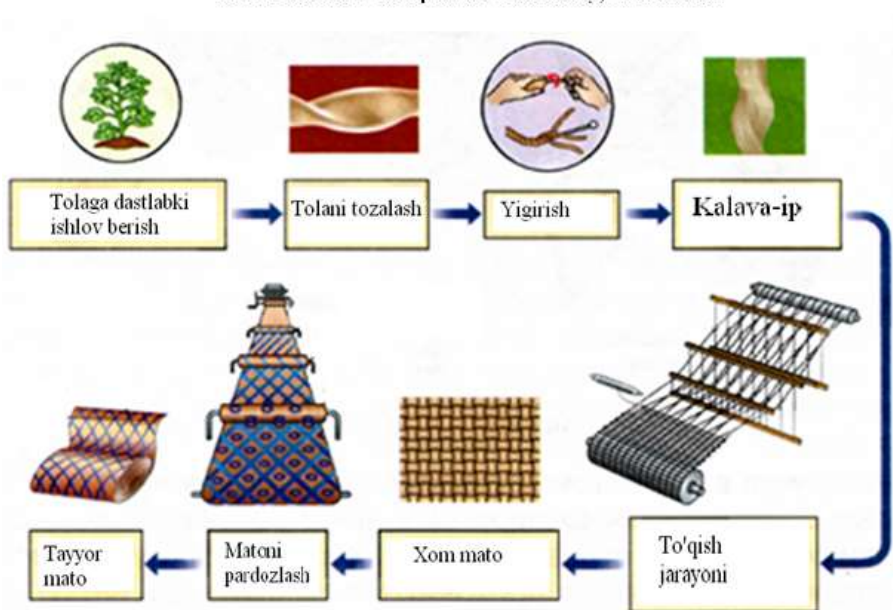 Tolaga dastlabki
ishlov berish
Tolani tozalash
Yigirish
Kalava-ip
To'qish
jarayoni
Xom mato
Matoni
pardozlash
Tayyor
mato